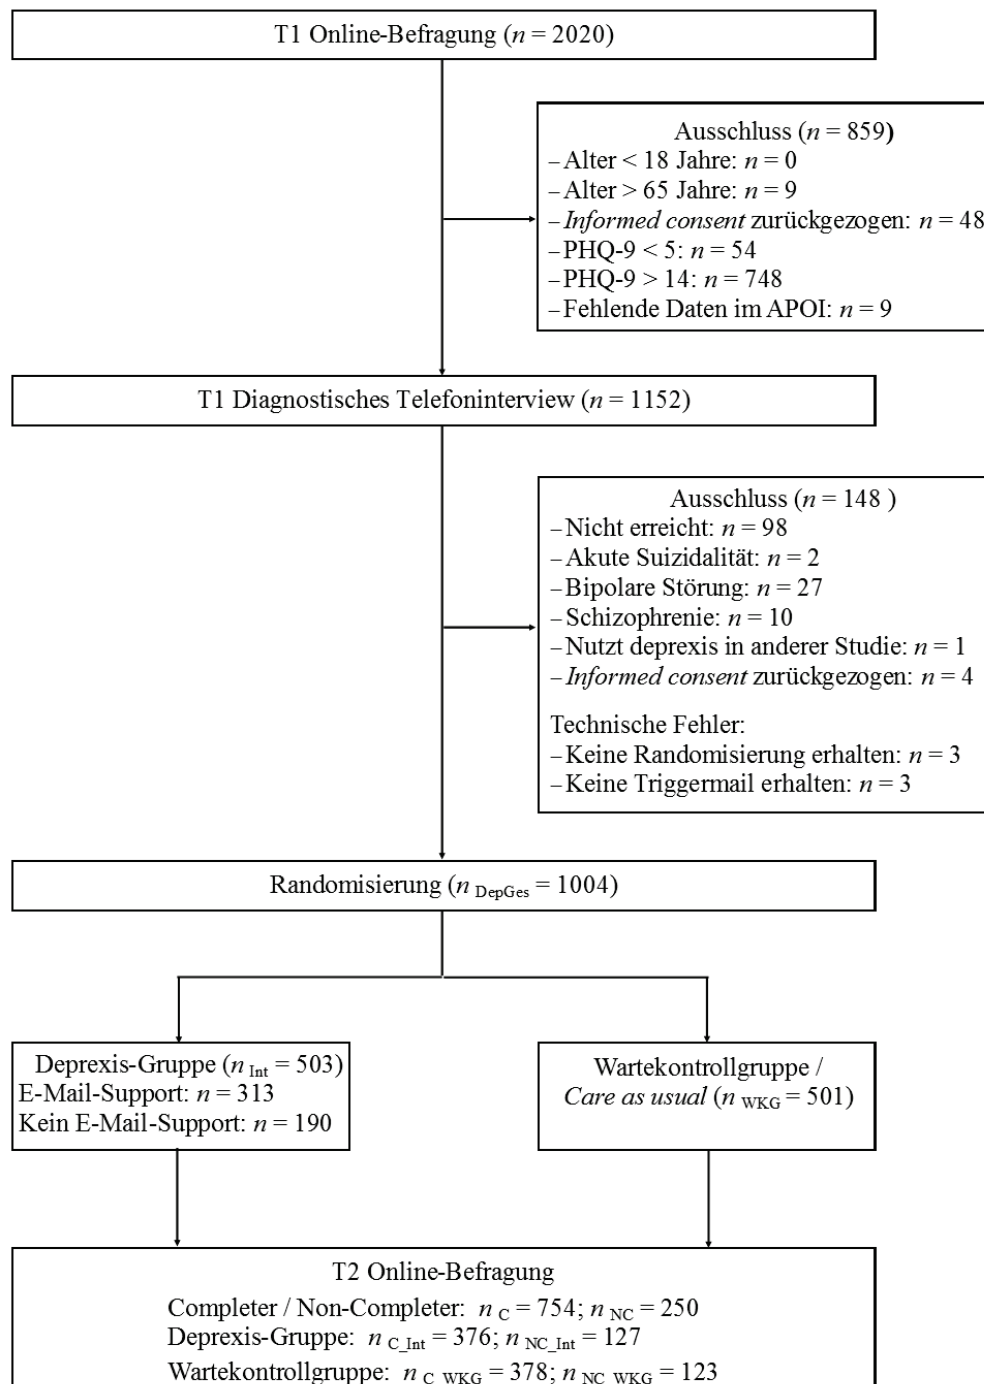 T1 Online-Befragung (n = 2020)
Ausschluss (n = 859)
– Alter < 18 Jahre: n = 0
– Alter > 65 Jahre: n = 9
– Informed consent zurückgezogen: n = 48
– PHQ-9 < 5: n = 54
– PHQ-9 > 14: n = 748
– Fehlende Daten im APOI: n = 9
T1 Diagnostisches Telefoninterview (n = 1152)
Ausschluss (n = 148 )
– Nicht erreicht: n = 98
– Akute Suizidalität: n = 2
– Bipolare Störung: n = 27
– Schizophrenie: n = 10
– Nutzt deprexis in anderer Studie: n = 1
– Informed consent zurückgezogen: n = 4
Technische Fehler:
– Keine Randomisierung erhalten: n = 3
– Keine Triggermail erhalten: n = 3
Randomisierung (n DepGes = 1004)
Deprexis-Gruppe (n Int = 503)
E-Mail-Support: n = 313
Kein E-Mail-Support: n = 190
Wartekontrollgruppe /
Care as usual (n WKG = 501)
T2 Online-Befragung
Completer / Non-Completer: n C = 754; n NC = 250
Deprexis-Gruppe: n C_Int = 376; n NC_Int = 127
Wartekontrollgruppe: n C_WKG = 378; n NC_WKG = 123